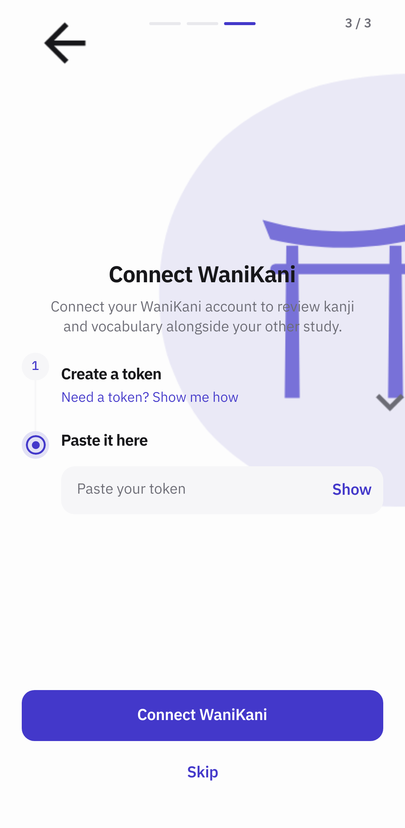 3 / 3
Connect WaniKani
Connect your WaniKani account to review kanji
and vocabulary alongside your other study.
1
Create a token
Need a token? Show me how
Paste it here
Paste your token
Show
Connect WaniKani
Skip